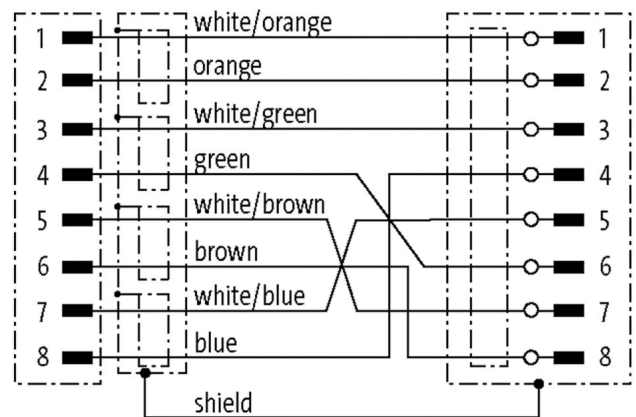 1 white/orange 1
2 orange 2
3 white/green 3
4 green 4
5 white/brown 5
6 brown 6
7 white/blue 7
8 blue 8
shield